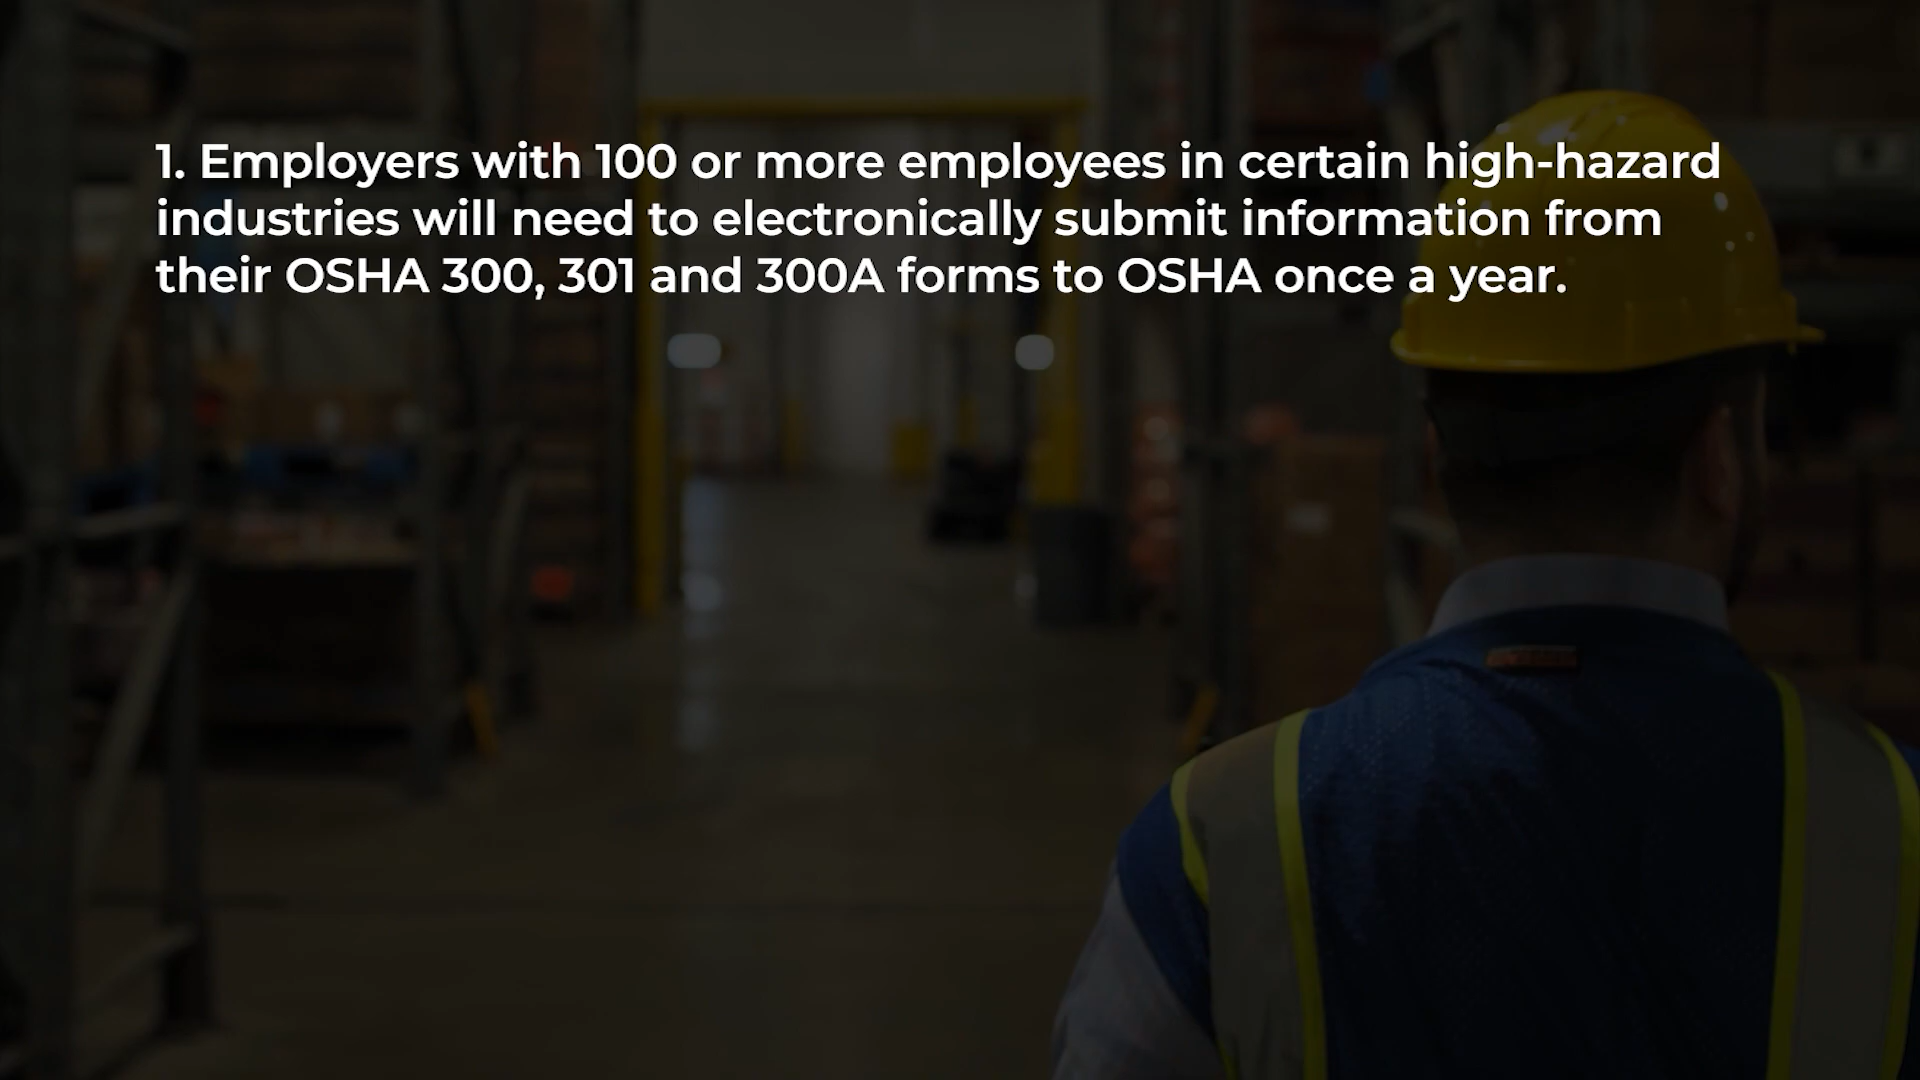 1. Employers with 100 or more employees in certain high-hazard
industries will need to electronically submit information from
their OSHA 300, 301 and 300A forms to OSHA once a year.